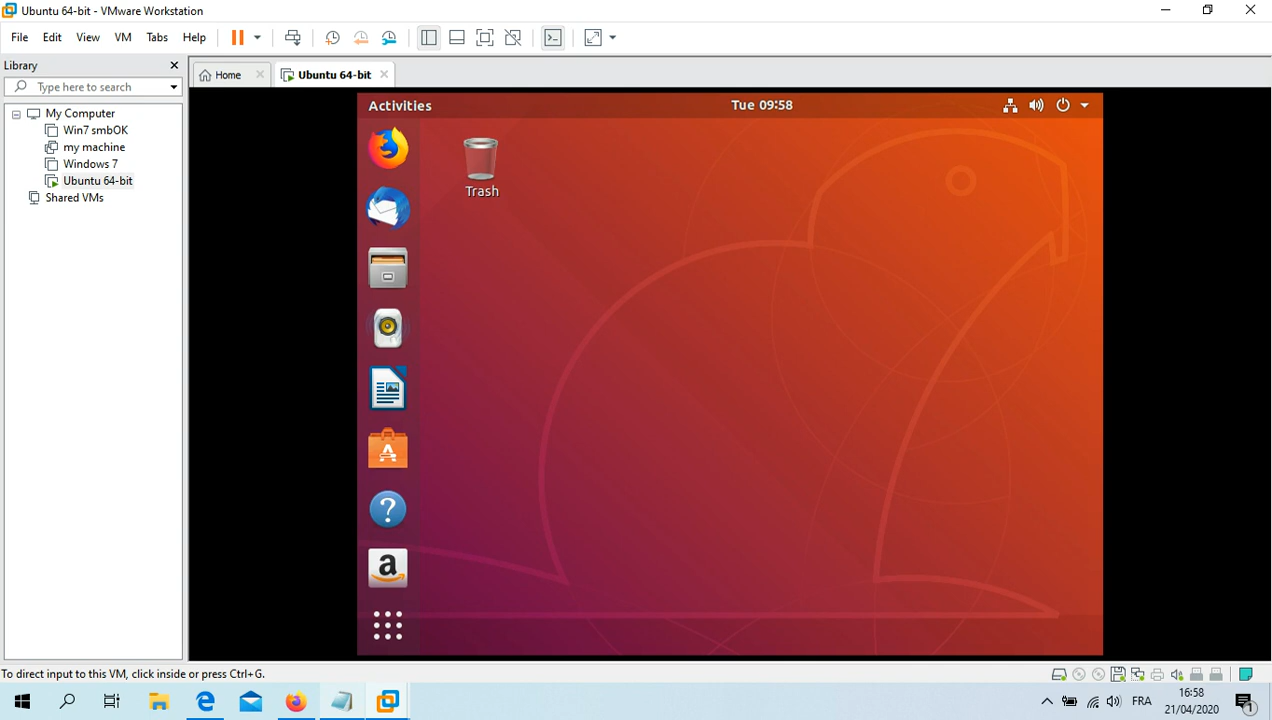 Ubuntu 64-bit - VMware Workstation
File Edit View VM Tabs Help
Library
Type here to search
Home
Ubuntu 64-bit
My Computer
Win7 smbOK
my machine
Windows 7
Ubuntu 64-bit
Shared VMs
Activities
Tue 09:58
Trash
To direct input to this VM, click inside or press Ctrl+G.
FRA
16:58
21/04/2020
1